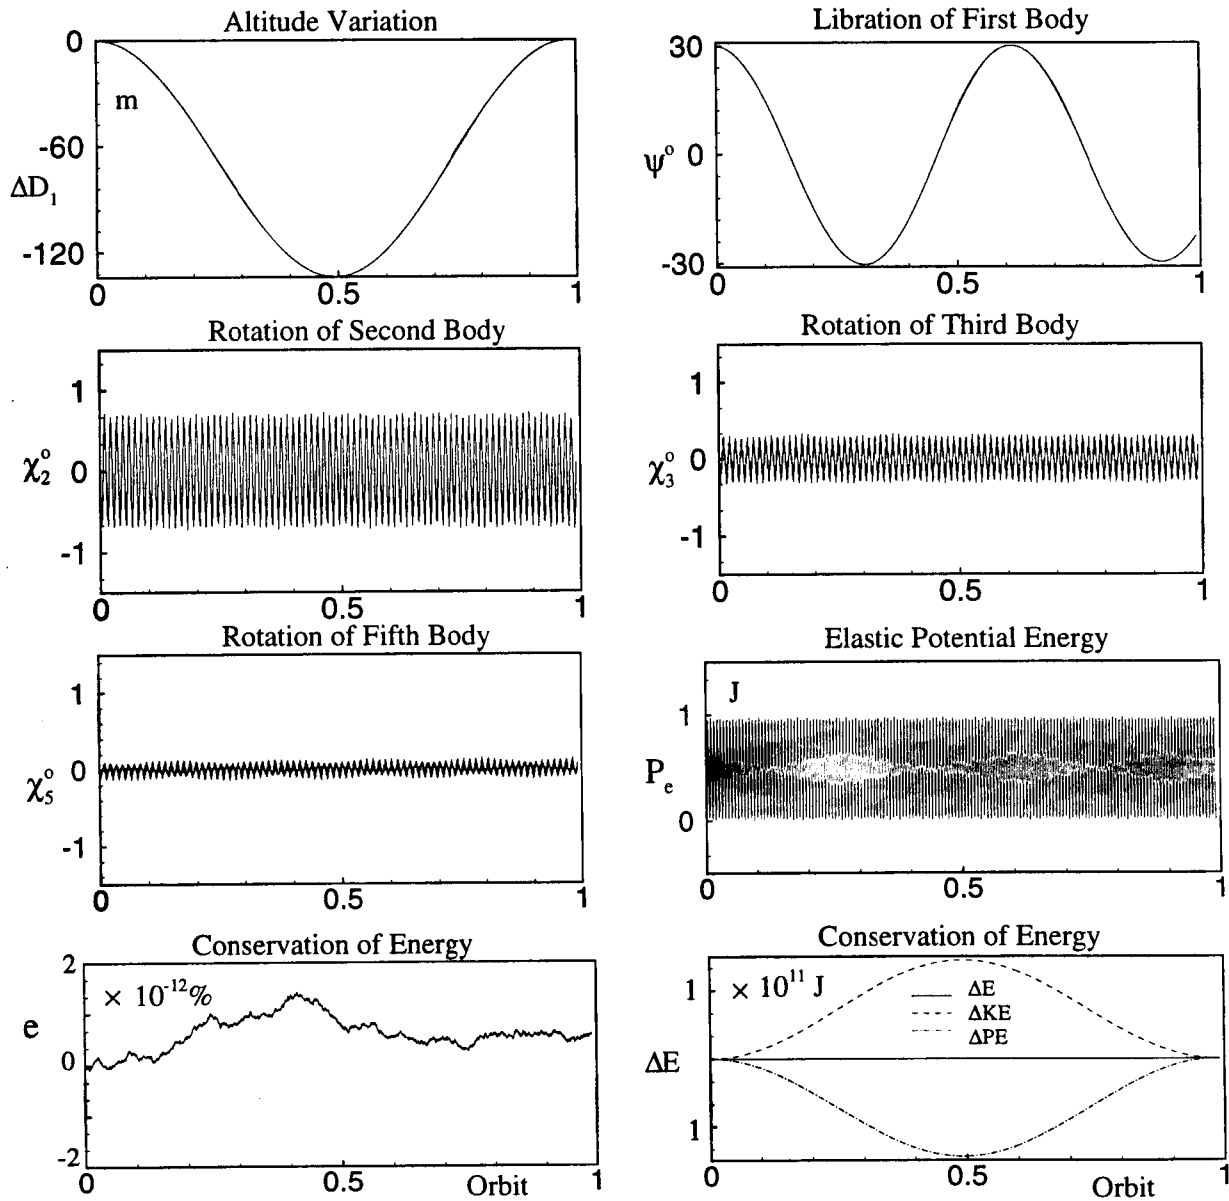 Altitude Variation
0
m
-60
ΔD₁
-120
0 0.5 1
Libration of First Body
30
ψ° 0
-30
0 0.5 1
Rotation of Second Body
1
χ₂° 0
-1
0 0.5 1
Rotation of Third Body
1
χ₃° 0
-1
0 0.5 1
Rotation of Fifth Body
1
χ₅° 0
-1
0 0.5 1
Elastic Potential Energy
J
1
Pₑ
0
0 0.5 1
Conservation of Energy
2
× 10⁻¹²%
e
0
-2
0 0.5 Orbit 1
Conservation of Energy
1 × 10¹¹ J
ΔE
ΔKE
ΔPE
ΔE
1
0 0.5 Orbit 1